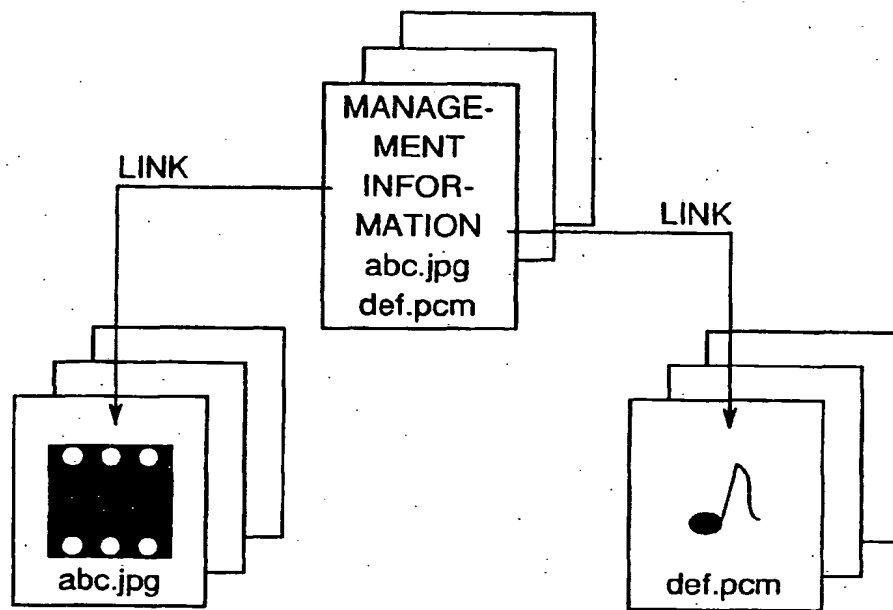 MANAGE-
MENT
INFOR-
MATION
abc.jpg
def.pcm
LINK
LINK
abc.jpg
def.pcm